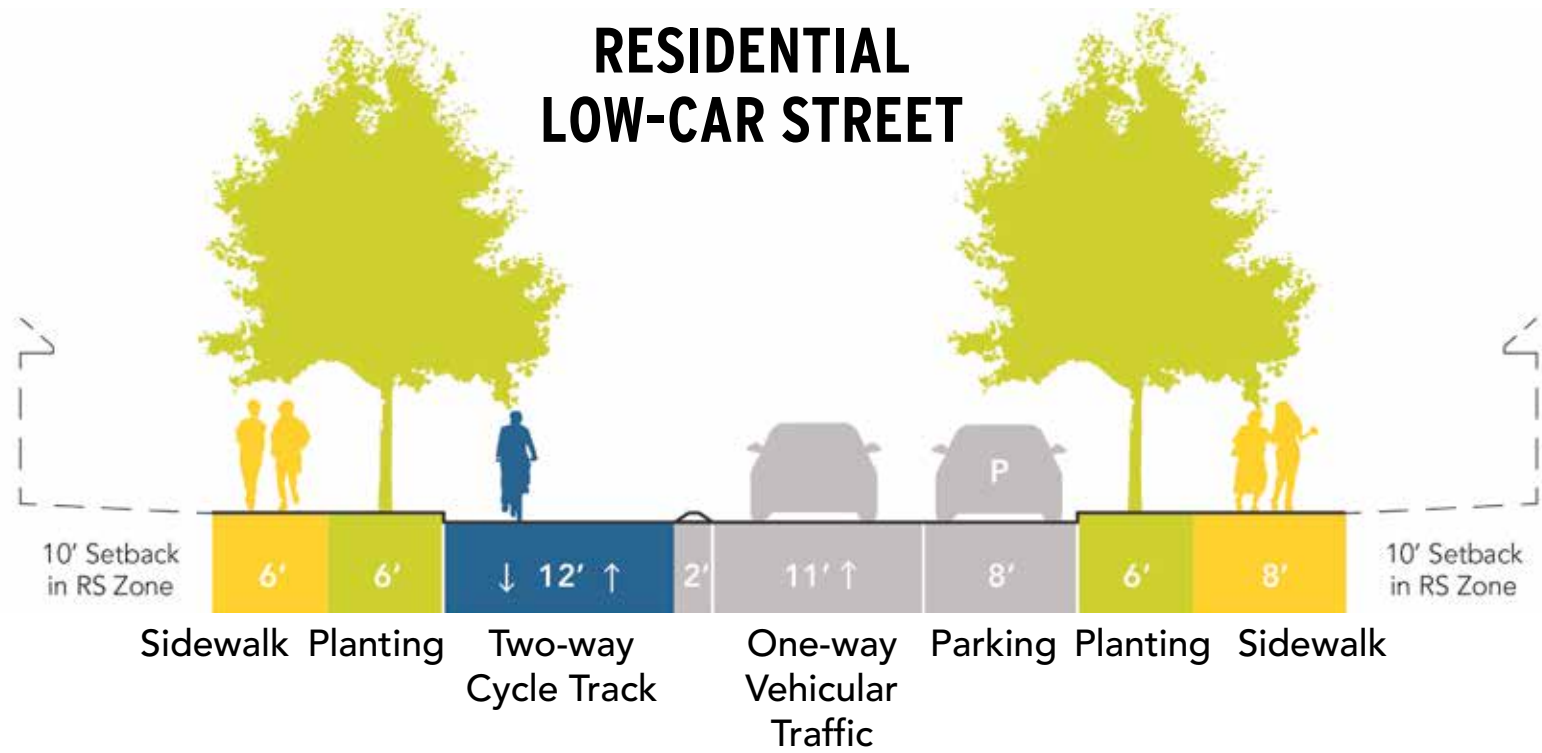 RESIDENTIAL
LOW-CAR STREET
P
10' Setback
in RS Zone
6'
6'
↓ 12' ↑
2'
11' ↑
8'
6'
8'
10' Setback
in RS Zone
Sidewalk
Planting
Two-way
Cycle Track
One-way
Vehicular
Traffic
Parking
Planting
Sidewalk